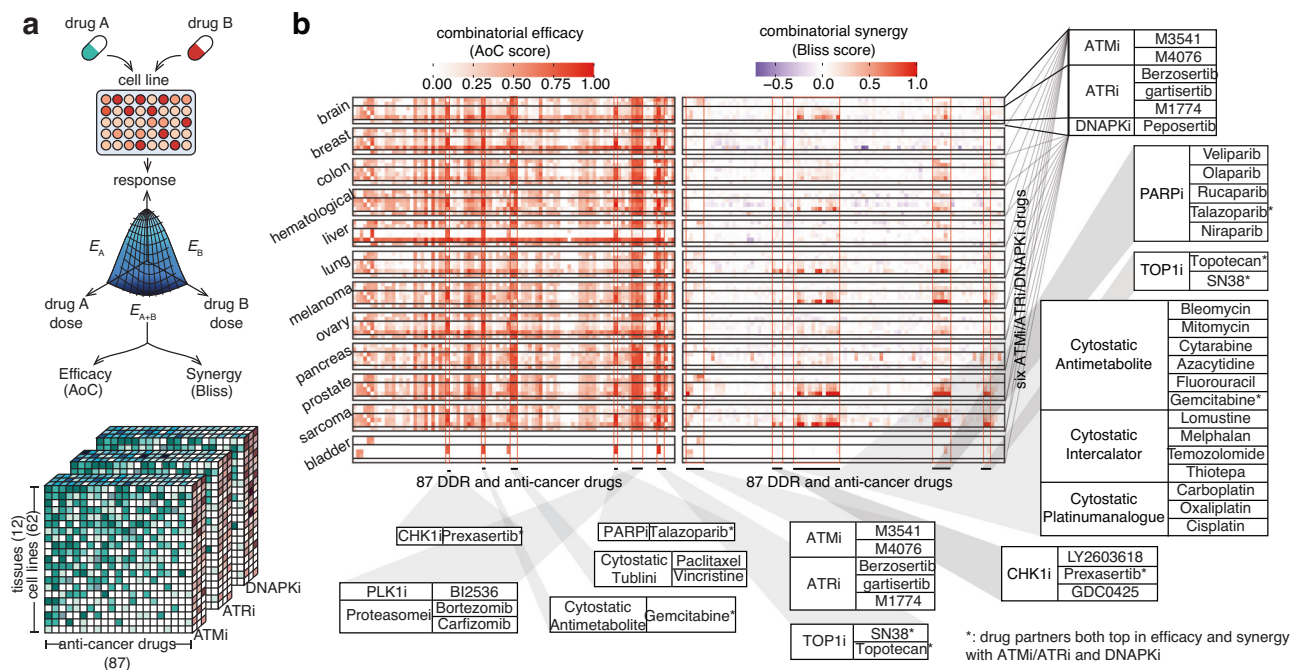 a
drug A
drug B
cell line
response
E_A
E_B
drug A
dose
E_A+B
drug B
dose
Efficacy
(AoC)
Synergy
(Bliss)
tissues (12)
cell lines (62)
DNAPKi
ATRi
ATMi
anti-cancer drugs
(87)
b
combinatorial efficacy
(AoC score)
0.00 0.25 0.50 0.75 1.00
combinatorial synergy
(Bliss score)
−0.5 0.0 0.5 1.0
brain
breast
colon
hematological
liver
lung
melanoma
ovary
pancreas
prostate
sarcoma
bladder
87 DDR and anti-cancer drugs
87 DDR and anti-cancer drugs
six ATMi/ATRi/DNAPKi drugs
ATMi
M3541
M4076
ATRi
Berzosertib
gartisertib
M1774
DNAPKi
Peposertib
PARPi
Veliparib
Olaparib
Rucaparib
Talazoparib*
Niraparib
TOP1i
Topotecan*
SN38*
Cytostatic
Antimetabolite
Bleomycin
Mitomycin
Cytarabine
Azacytidine
Fluorouracil
Gemcitabine*
Cytostatic
Intercalator
Lomustine
Melphalan
Temozolomide
Thiotepa
Cytostatic
Platinumanalogue
Carboplatin
Oxaliplatin
Cisplatin
CHK1i
Prexasertib*
PLK1i
BI2536
Proteasomei
Bortezomib
Carfizomib
PARPi
Talazoparib*
Cytostatic
Tublini
Paclitaxel
Vincristine
Cytostatic
Antimetabolite
Gemcitabine*
ATMi
M3541
M4076
ATRi
Berzosertib
gartisertib
M1774
TOP1i
SN38*
Topotecan*
CHK1i
LY2603618
Prexasertib*
GDC0425
*: drug partners both top in efficacy and synergy
with ATMi/ATRi and DNAPKi